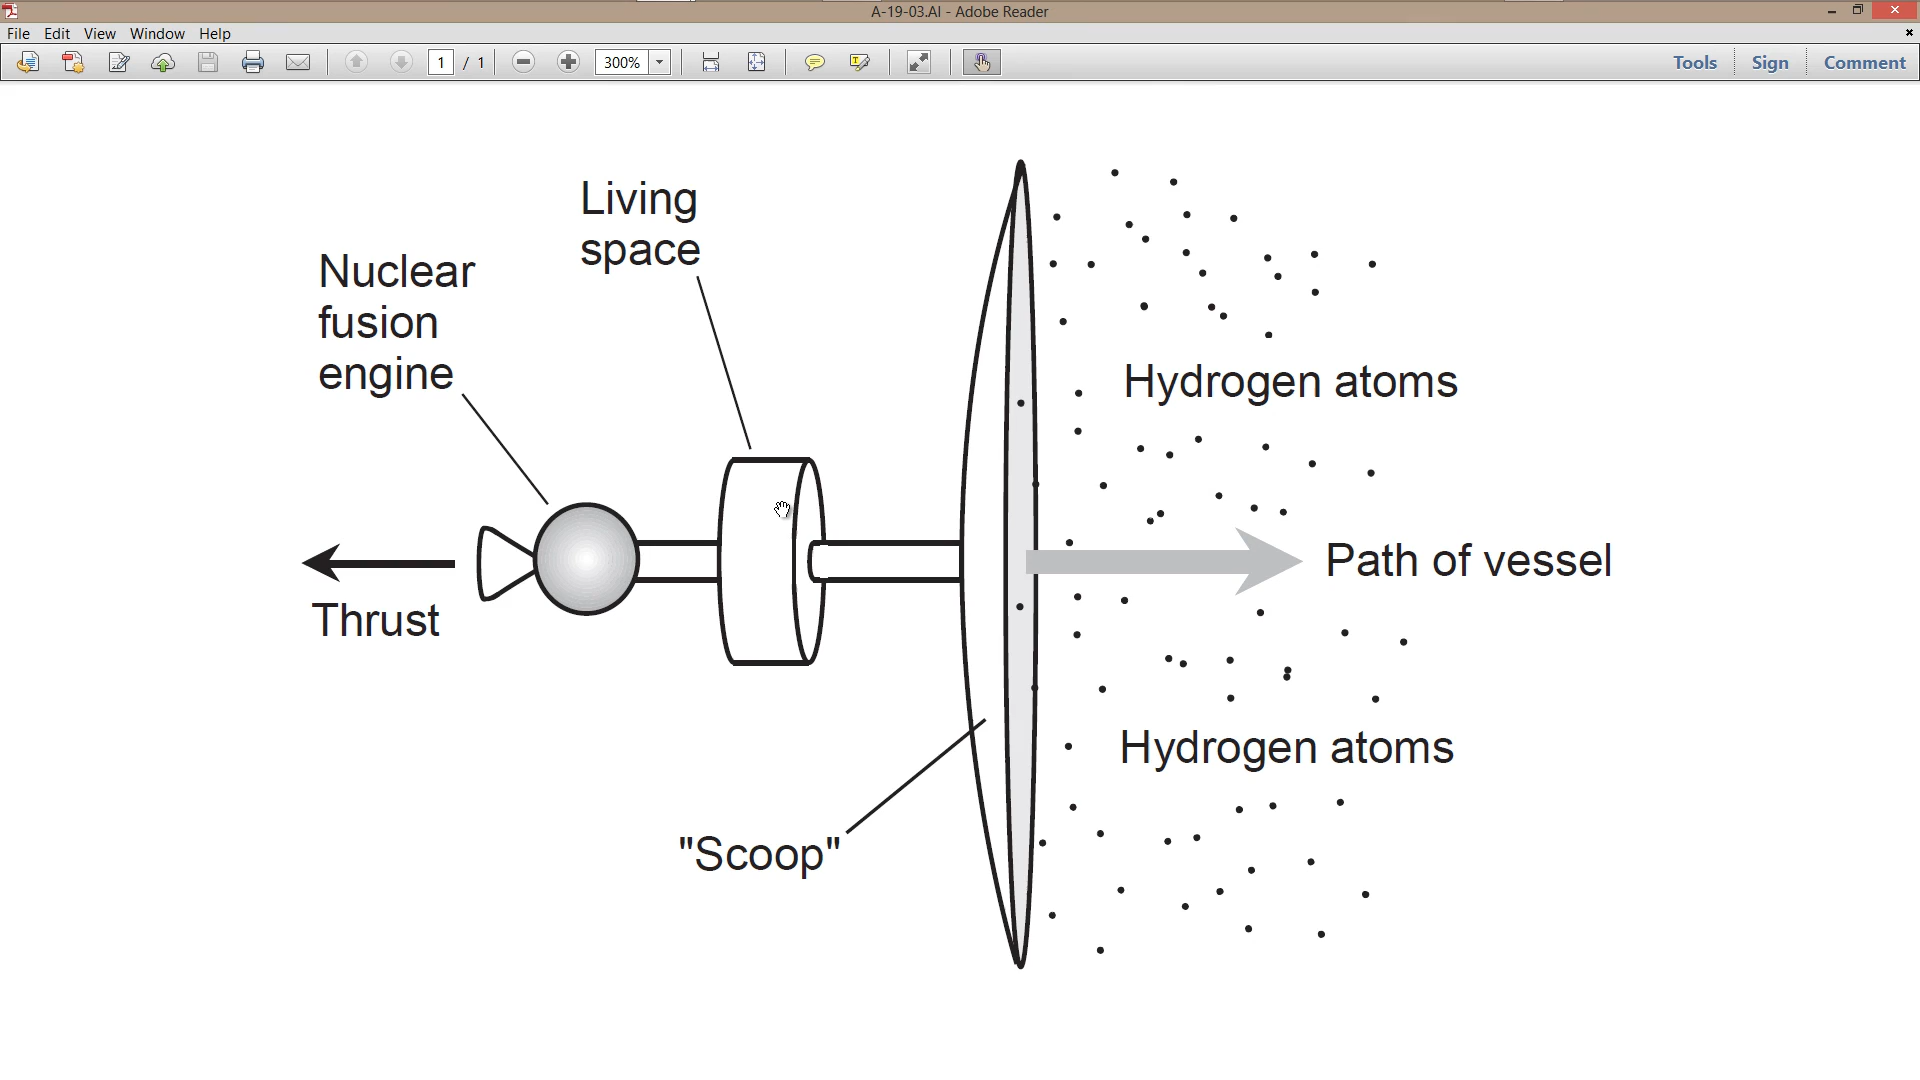 A-19-03.AI - Adobe Reader
File Edit View Window Help
1 / 1 300% Tools Sign Comment
Living
space
Nuclear
fusion
engine
Hydrogen atoms
Path of vessel
Thrust
Hydrogen atoms
"Scoop"